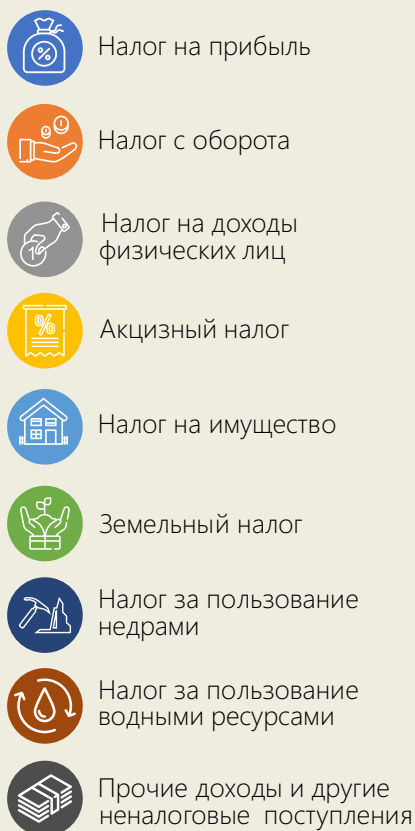 Налог на прибыль
Налог с оборота
Налог на доходы
физических лиц
Акцизный налог
Налог на имущество
Земельный налог
Налог за пользование
недрами
Налог за пользование
водными ресурсами
Прочие доходы и другие
неналоговые поступления